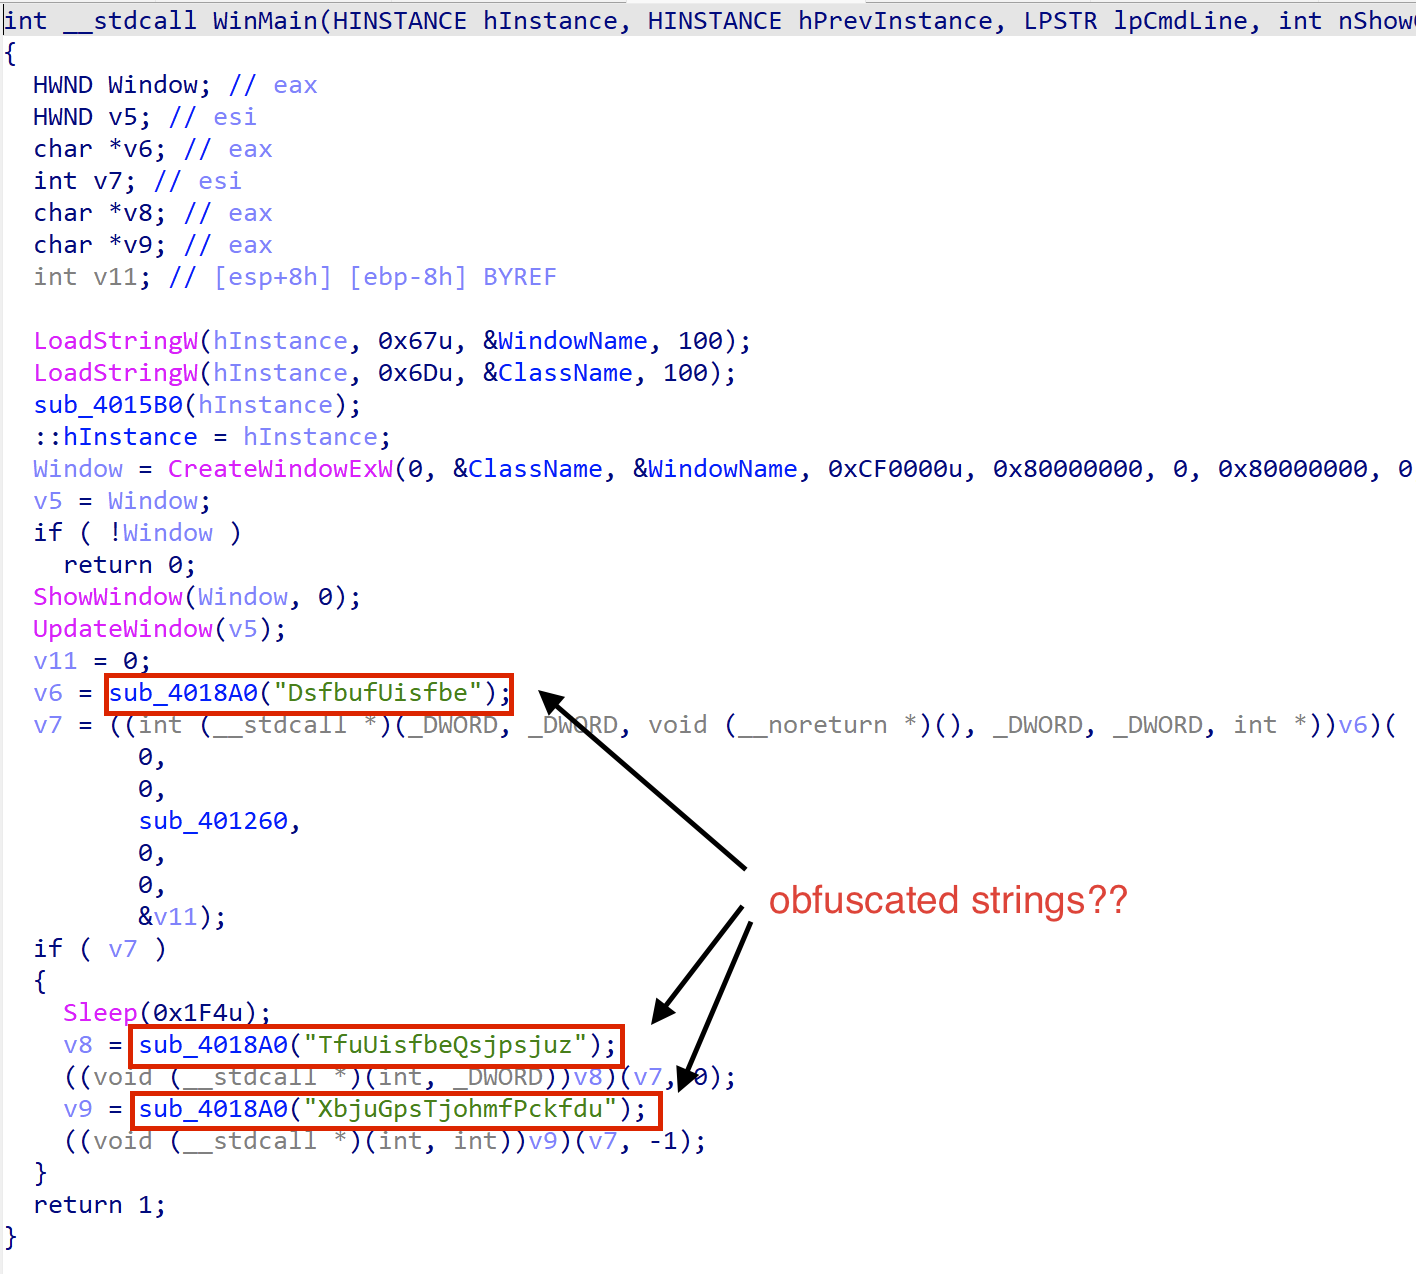 int __stdcall WinMain(HINSTANCE hInstance, HINSTANCE hPrevInstance, LPSTR lpCmdLine, int nShow
{
HWND Window; // eax
HWND v5; // esi
char *v6; // eax
int v7; // esi
char *v8; // eax
char *v9; // eax
int v11; // [esp+8h] [ebp-8h] BYREF
LoadStringW(hInstance, 0x67u, &WindowName, 100);
LoadStringW(hInstance, 0x6Du, &ClassName, 100);
sub_4015B0(hInstance);
::hInstance = hInstance;
Window = CreateWindowExW(0, &ClassName, &WindowName, 0xCF0000u, 0x80000000, 0, 0x80000000, 0
v5 = Window;
if ( !Window )
return 0;
ShowWindow(Window, 0);
UpdateWindow(v5);
v11 = 0;
v6 = sub_4018A0("DsfbufUisfbe");
v7 = ((int (__stdcall *)(_DWORD, _DWORD, void (__noreturn *)(), _DWORD, _DWORD, int *))v6)(
0,
0,
sub_401260,
0,
0,
&v11);
obfuscated strings??
if ( v7 )
{
Sleep(0x1F4u);
v8 = sub_4018A0("TfuUisfbeQsjpsjuz");
((void (__stdcall *)(int, _DWORD))v8)(v7, 0);
v9 = sub_4018A0("XbjuGpsTjohmfPckfdu");
((void (__stdcall *)(int, int))v9)(v7, -1);
}
return 1;
}